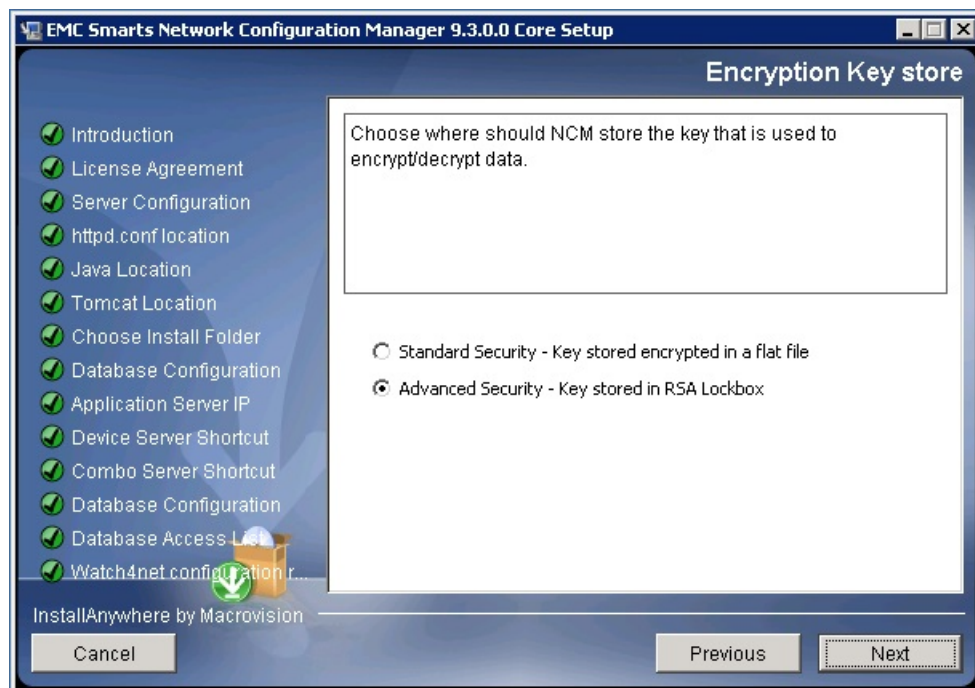 EMC Smarts Network Configuration Manager 9.3.0.0 Core Setup
Encryption Key store
Introduction
License Agreement
Server Configuration
httpd.conf location
Java Location
Tomcat Location
Choose Install Folder
Database Configuration
Application Server IP
Device Server Shortcut
Combo Server Shortcut
Database Configuration
Database Access List
Watch4net configuration r...
Choose where should NCM store the key that is used to
encrypt/decrypt data.
Standard Security - Key stored encrypted in a flat file
Advanced Security - Key stored in RSA Lockbox
InstallAnywhere by Macrovision
Cancel
Previous
Next